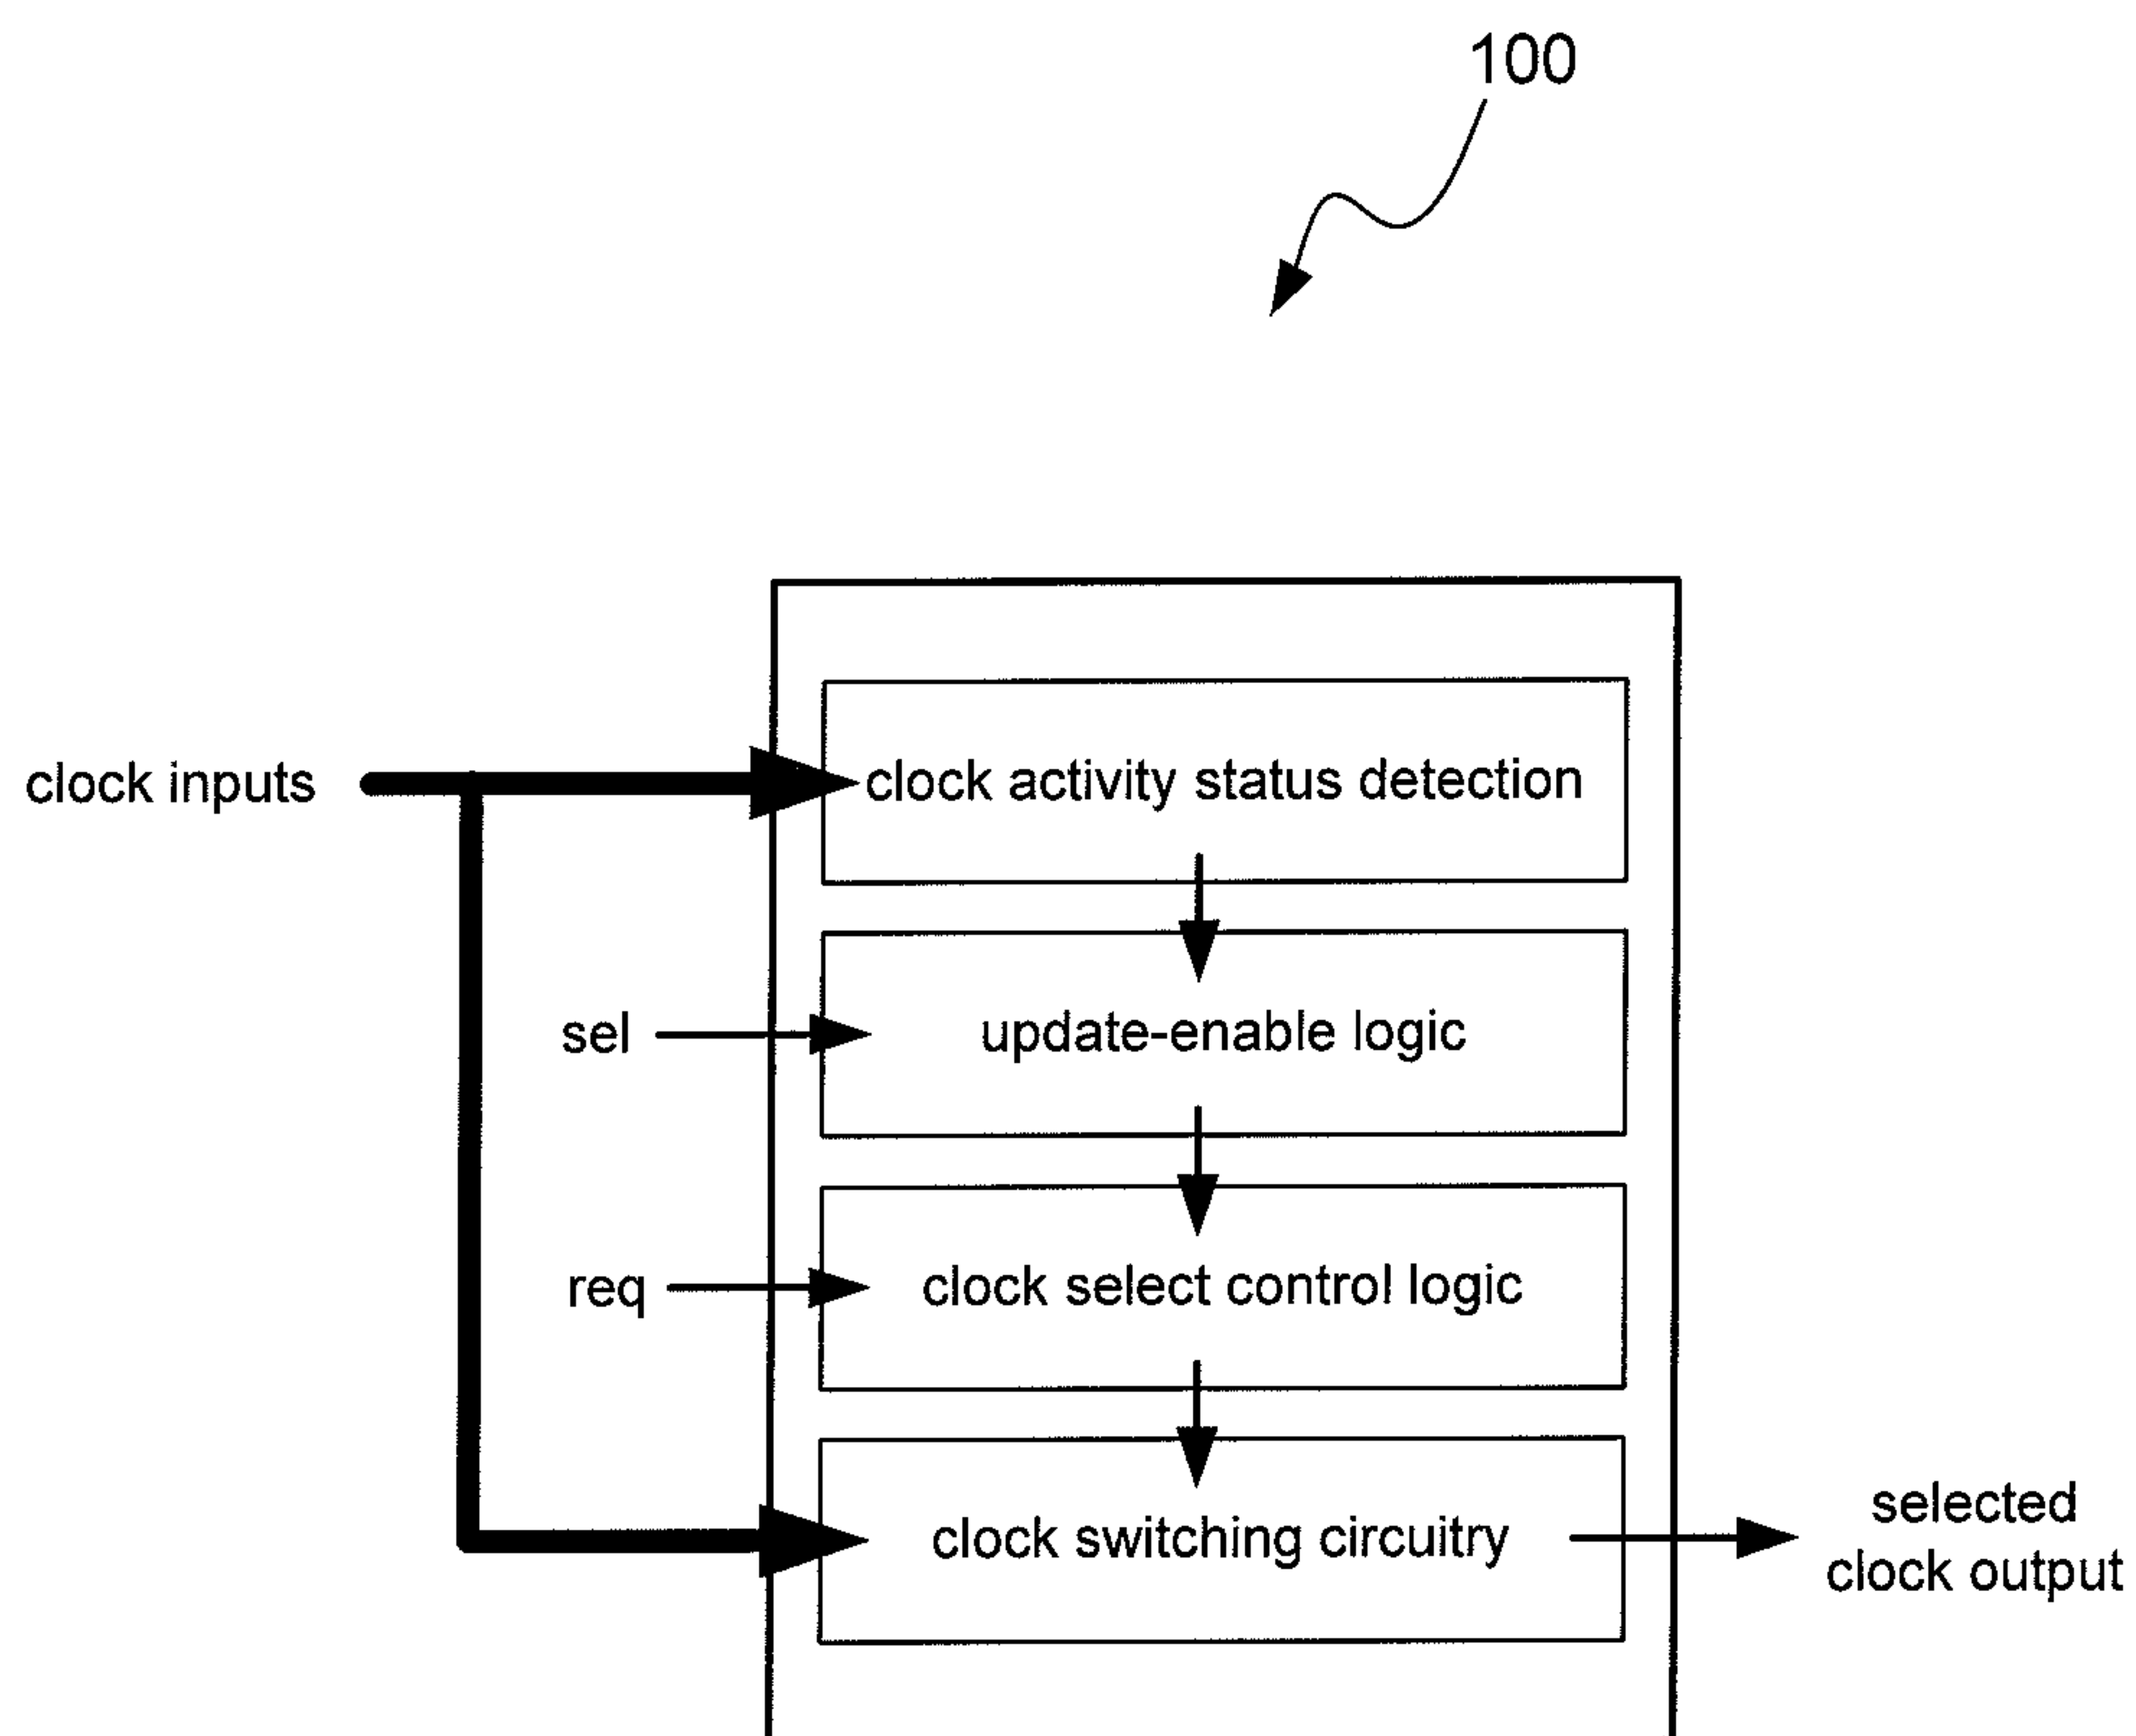 100
clock inputs
clock activity status detection
sel
update-enable logic
req
clock select control logic
clock switching circuitry
selected
clock output